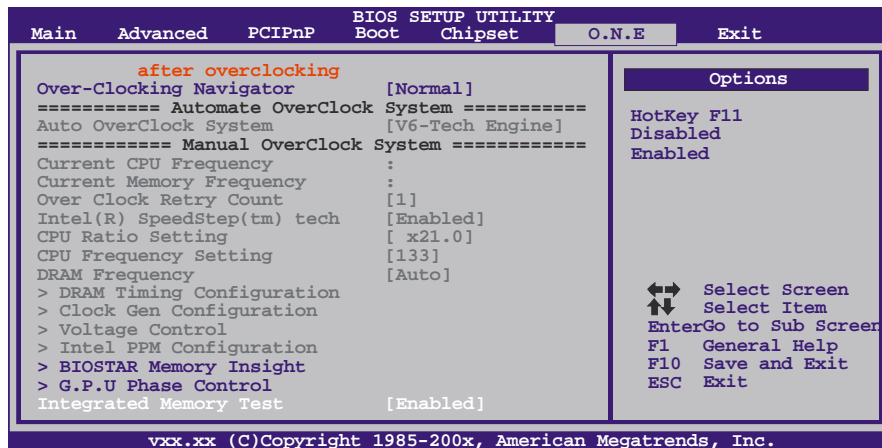 BIOS SETUP UTILITY
Main Advanced PCIPnP Boot Chipset O.N.E Exit
after overclocking
Over-Clocking Navigator [Normal]
=========== Automate OverClock System ===========
Auto OverClock System [V6-Tech Engine]
============ Manual OverClock System ============
Current CPU Frequency :
Current Memory Frequency :
Over Clock Retry Count [1]
Intel(R) SpeedStep(tm) tech [Enabled]
CPU Ratio Setting [ x21.0]
CPU Frequency Setting [133]
DRAM Frequency [Auto]
> DRAM Timing Configuration
> Clock Gen Configuration
> Voltage Control
> Intel PPM Configuration
> BIOSTAR Memory Insight
> G.P.U Phase Control
Integrated Memory Test [Enabled]
Options
HotKey F11
Disabled
Enabled
Select Screen
Select Item
EnterGo to Sub Screen
F1 General Help
F10 Save and Exit
ESC Exit
vxx.xx (C)Copyright 1985-200x, American Megatrends, Inc.